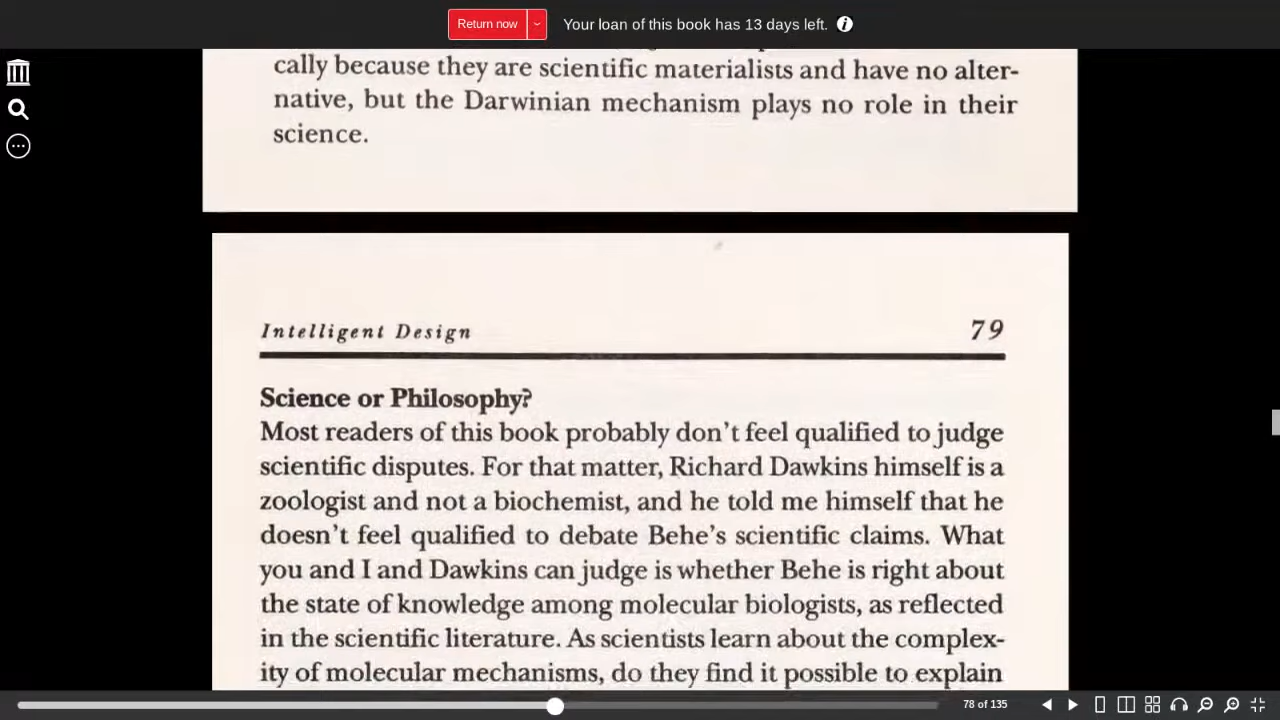 Return now
Your loan of this book has 13 days left.
cally because they are scientific materialists and have no alter-
native, but the Darwinian mechanism plays no role in their
science.
Intelligent Design 79
Science or Philosophy?
Most readers of this book probably don't feel qualified to judge
scientific disputes. For that matter, Richard Dawkins himself is a
zoologist and not a biochemist, and he told me himself that he
doesn't feel qualified to debate Behe's scientific claims. What
you and I and Dawkins can judge is whether Behe is right about
the state of knowledge among molecular biologists, as reflected
in the scientific literature. As scientists learn about the complex-
ity of molecular mechanisms, do they find it possible to explain
78 of 135